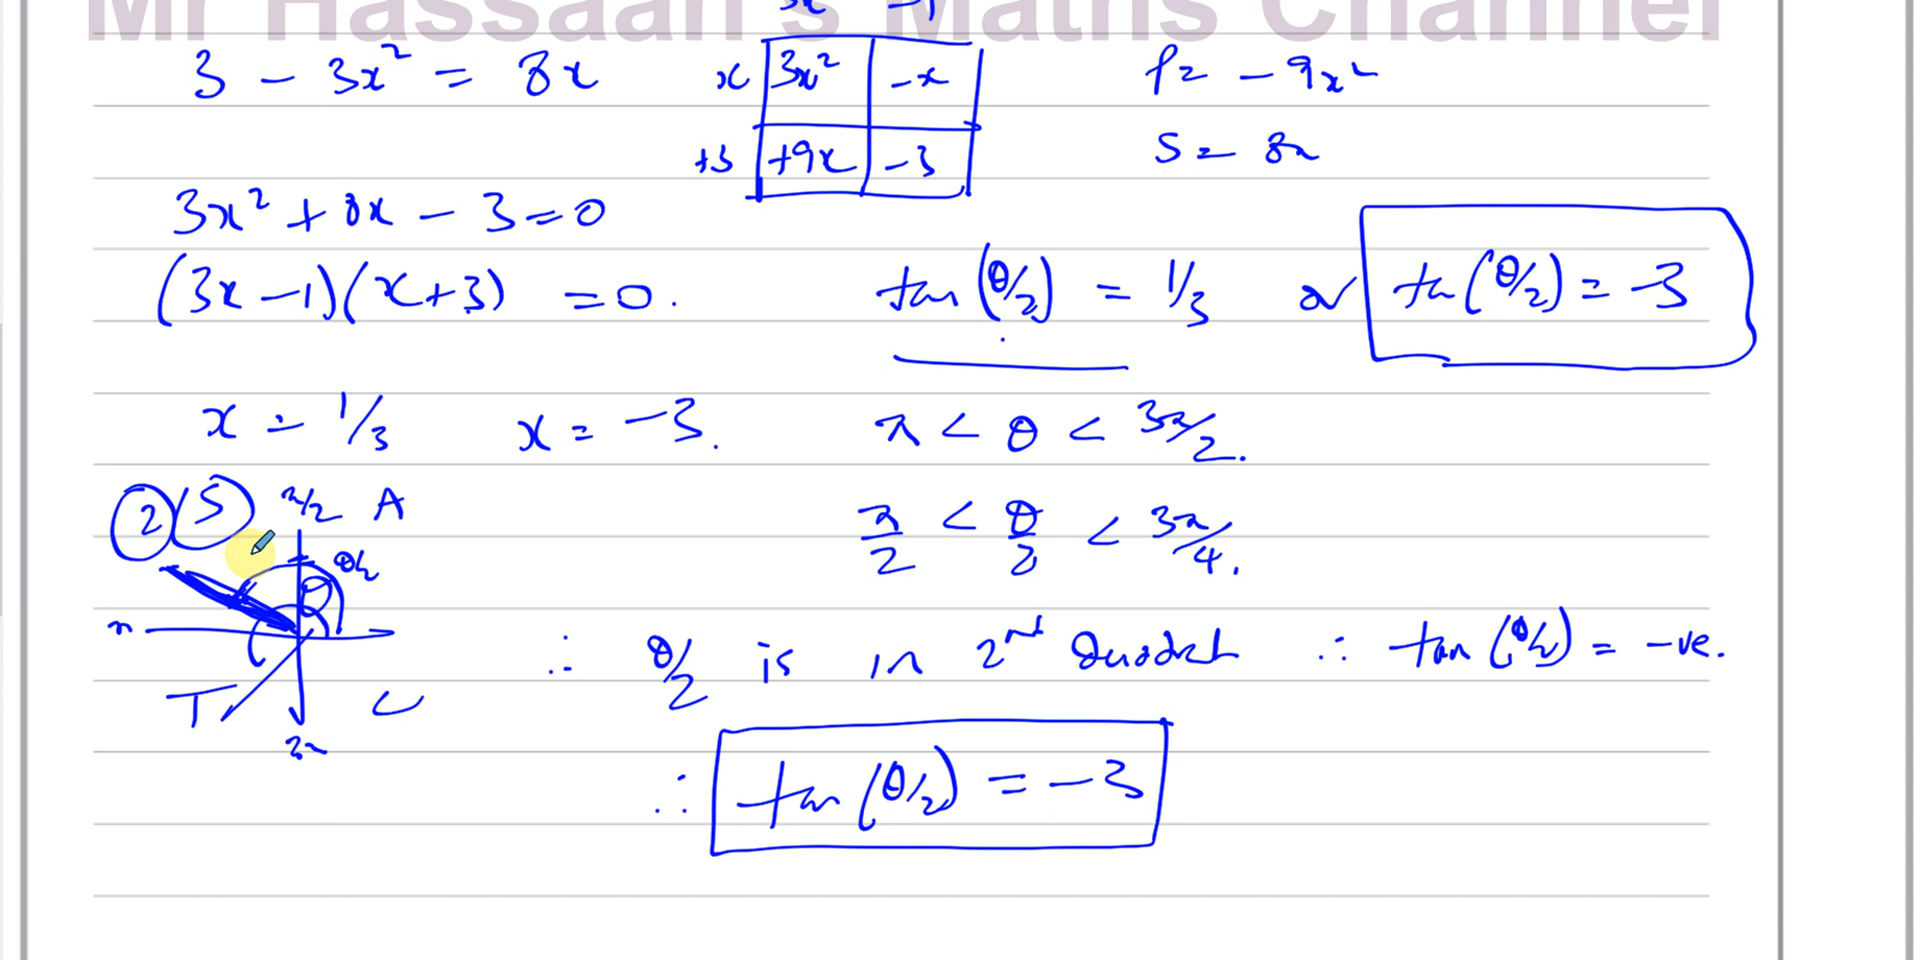 Mr Hassaan's Maths Channel
x -1
3 - 3x² = 8x
x 3x² -x
+3 +9x -3
P = -9x²
S = 8x
3x² + 8x - 3 = 0
(3x - 1)(x + 3) = 0.
tan(θ/2) = 1/3 or tan(θ/2) = -3
x = 1/3 x = -3.
π < θ < 3π/2.
2 S π/2 A
θ/2
π
T C
π/2 < θ/2 < 3π/4.
∴ θ/2 is in 2nd Quadrant ∴ tan(θ/2) = -ve.
∴ tan(θ/2) = -3